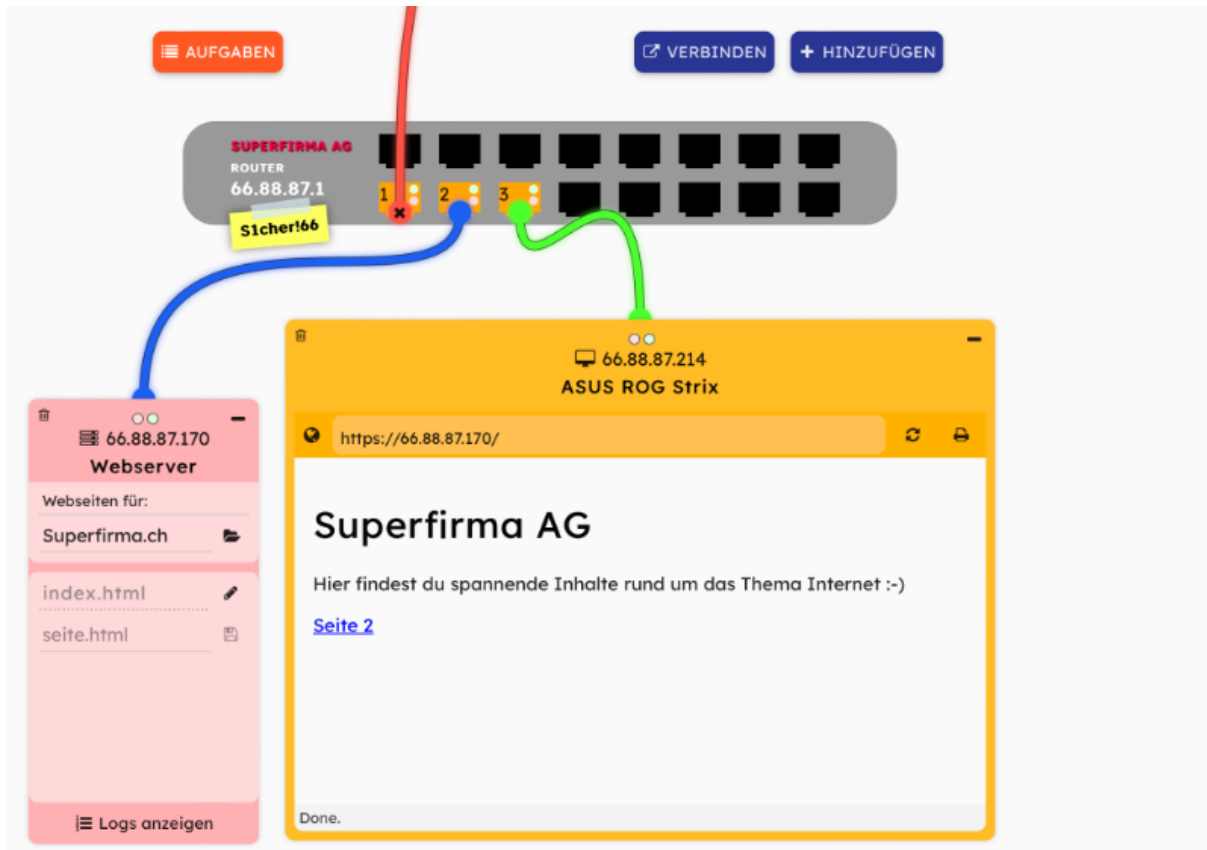 AUFGABEN
VERBINDEN
+ HINZUFÜGEN
SUPERFIRMA AG
ROUTER
66.88.87.1
S1cher!66
1
2
3
66.88.87.214
ASUS ROG Strix
https://66.88.87.170/
Superfirma AG
Hier findest du spannende Inhalte rund um das Thema Internet :-)
Seite 2
Done.
66.88.87.170
Webserver
Webseiten für:
Superfirma.ch
index.html
seite.html
Logs anzeigen